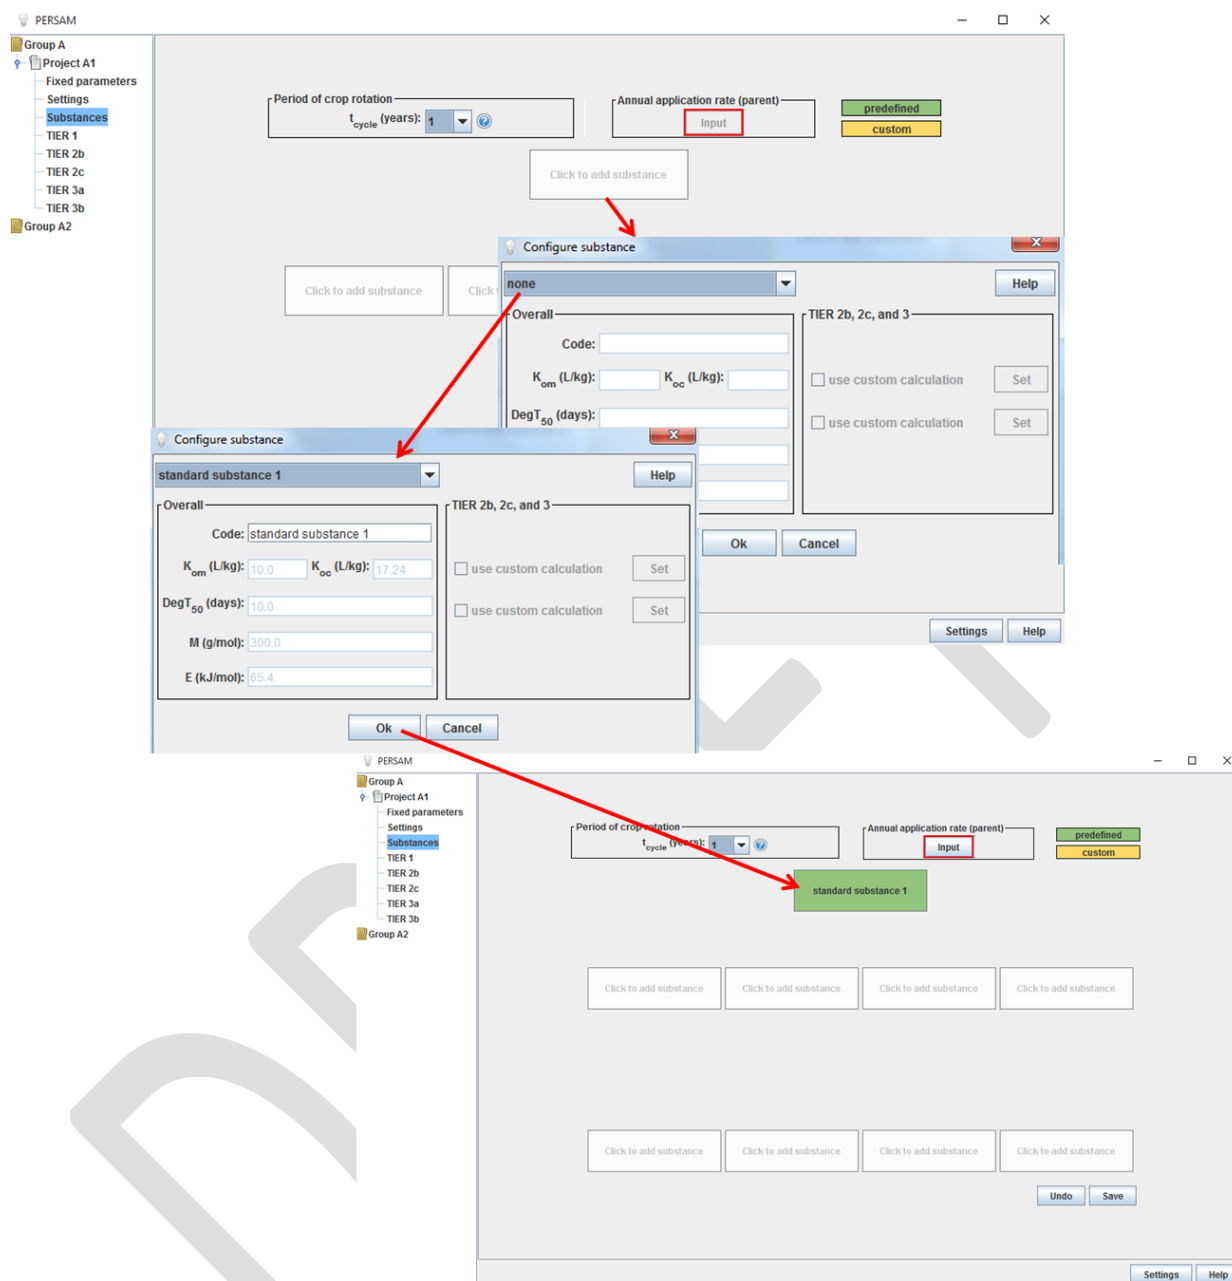 PERSAM
Group A
Project A1
Fixed parameters
Settings
Substances
TIER 1
TIER 2b
TIER 2c
TIER 3a
TIER 3b
Group A2
Period of crop rotation
tcycle (years): 1
Annual application rate (parent)
Input
predefined
custom
Click to add substance
Click to add substance
Click t
Configure substance
none
Help
Overall
Code:
Kom (L/kg): Koc (L/kg):
DegT50 (days):
TIER 2b, 2c, and 3
use custom calculation Set
use custom calculation Set
Ok Cancel
Settings Help
Configure substance
standard substance 1
Help
Overall
Code: standard substance 1
Kom (L/kg): 10.0 Koc (L/kg): 17.24
DegT50 (days): 10.0
M (g/mol): 300.0
E (kJ/mol): 65.4
TIER 2b, 2c, and 3
use custom calculation Set
use custom calculation Set
Ok Cancel
PERSAM
Group A
Project A1
Fixed parameters
Settings
Substances
TIER 1
TIER 2b
TIER 2c
TIER 3a
TIER 3b
Group A2
Period of crop rotation
tcycle (years): 1
Annual application rate (parent)
Input
predefined
custom
standard substance 1
Click to add substance Click to add substance Click to add substance Click to add substance
Click to add substance Click to add substance Click to add substance Click to add substance
Undo Save
Settings Help